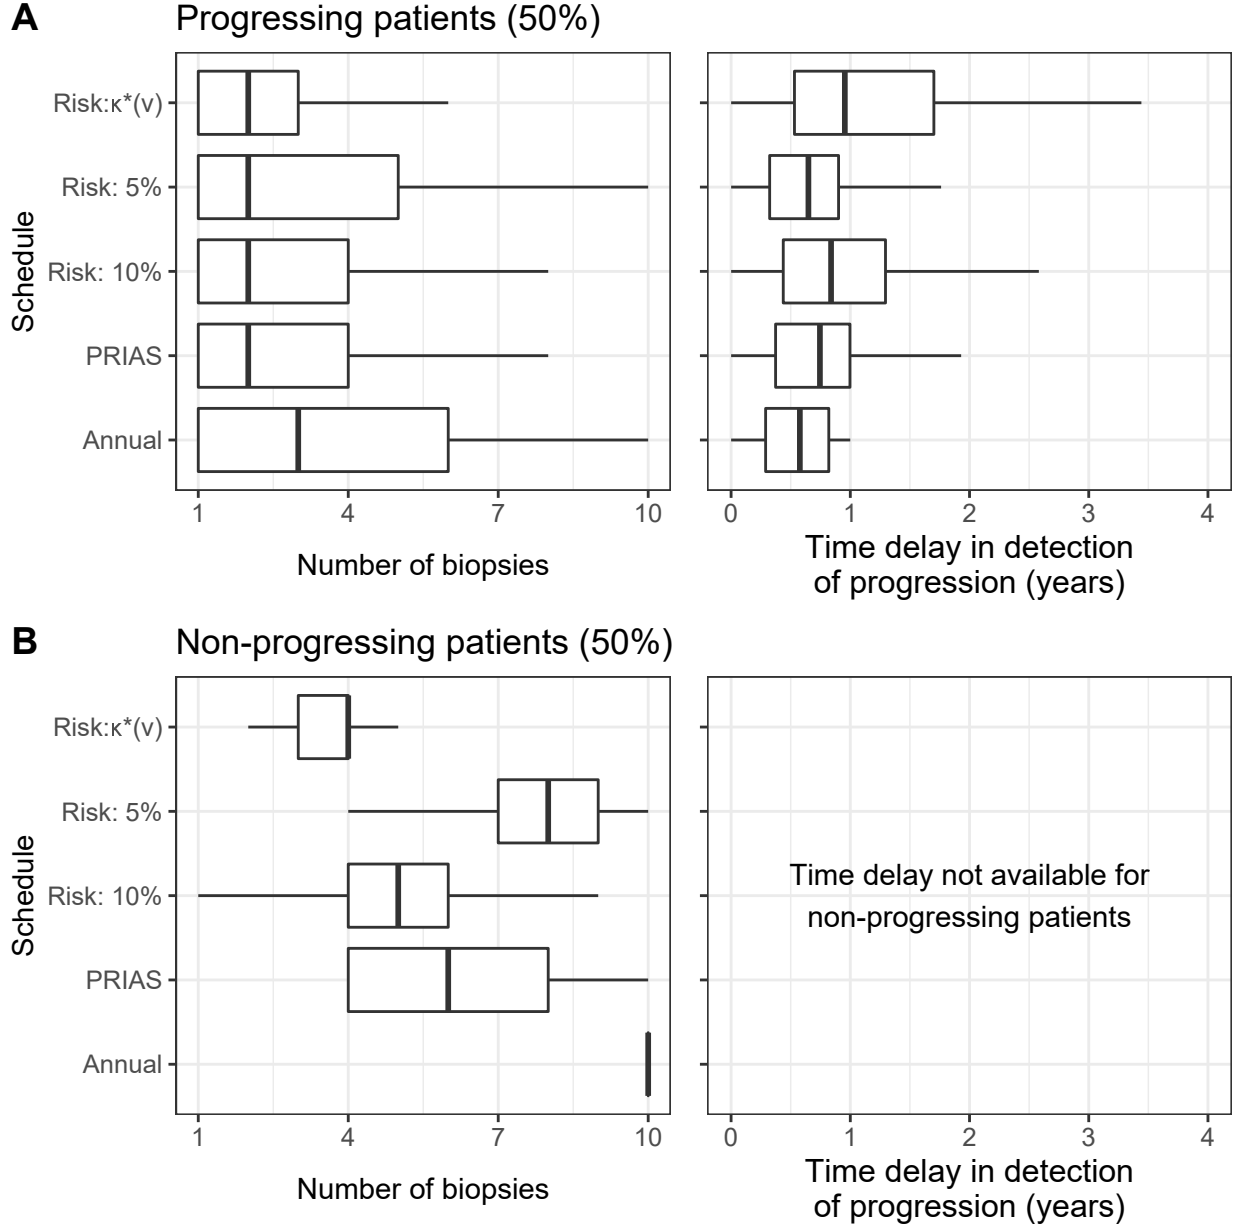 A
Progressing patients (50%)
Schedule
Risk:κ*(v)
Risk: 5%
Risk: 10%
PRIAS
Annual
1 4 7 10
Number of biopsies
0 1 2 3 4
Time delay in detection
of progression (years)
B
Non-progressing patients (50%)
Schedule
Risk:κ*(v)
Risk: 5%
Risk: 10%
PRIAS
Annual
1 4 7 10
Number of biopsies
Time delay not available for
non-progressing patients
0 1 2 3 4
Time delay in detection
of progression (years)